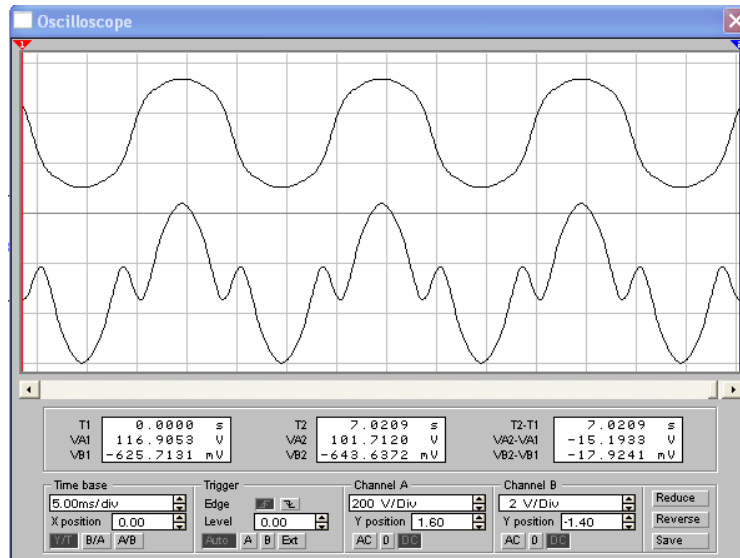 Oscilloscope
1
T1 0.0000 s T2 7.0209 s T2-T1 7.0209 s
VA1 116.9053 V VA2 101.7120 V VA2-VA1 -15.1933 V
VB1 -625.7131 mV VB2 -643.6372 mV VB2-VB1 -17.9241 mV
Time base Trigger Channel A Channel B
5.00ms/div Edge 200 V/Div 2 V/Div Reduce
X position 0.00 Level 0.00 Y position 1.60 Y position -1.40 Reverse
Y/T B/A A/B Auto A B Ext AC 0 DC AC 0 DC Save